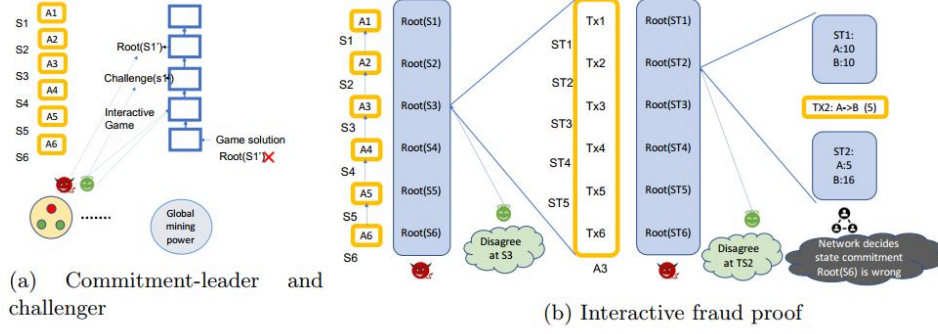 A1
S1
A2
S2
A3
S3
A4
S4
A5
S5
A6
S6
Root(S1')
Challenge(s1')
Interactive
Game
Game solution
Root(S1')
.......
Global
mining
power
(a) Commitment-leader and
challenger
A1
S1
A2
S2
A3
S3
A4
S4
A5
S5
A6
S6
Root(S1)
Root(S2)
Root(S3)
Root(S4)
Root(S5)
Root(S6)
Disagree
at S3
Tx1
ST1
Tx2
ST2
Tx3
ST3
Tx4
ST4
Tx5
ST5
Tx6
A3
Root(ST1)
Root(ST2)
Root(ST3)
Root(ST4)
Root(ST5)
Root(ST6)
Disagree
at TS2
ST1:
A:10
B:10
TX2: A->B (5)
ST2:
A:5
B:16
Network decides
state commitment
Root(S6) is wrong
(b) Interactive fraud proof